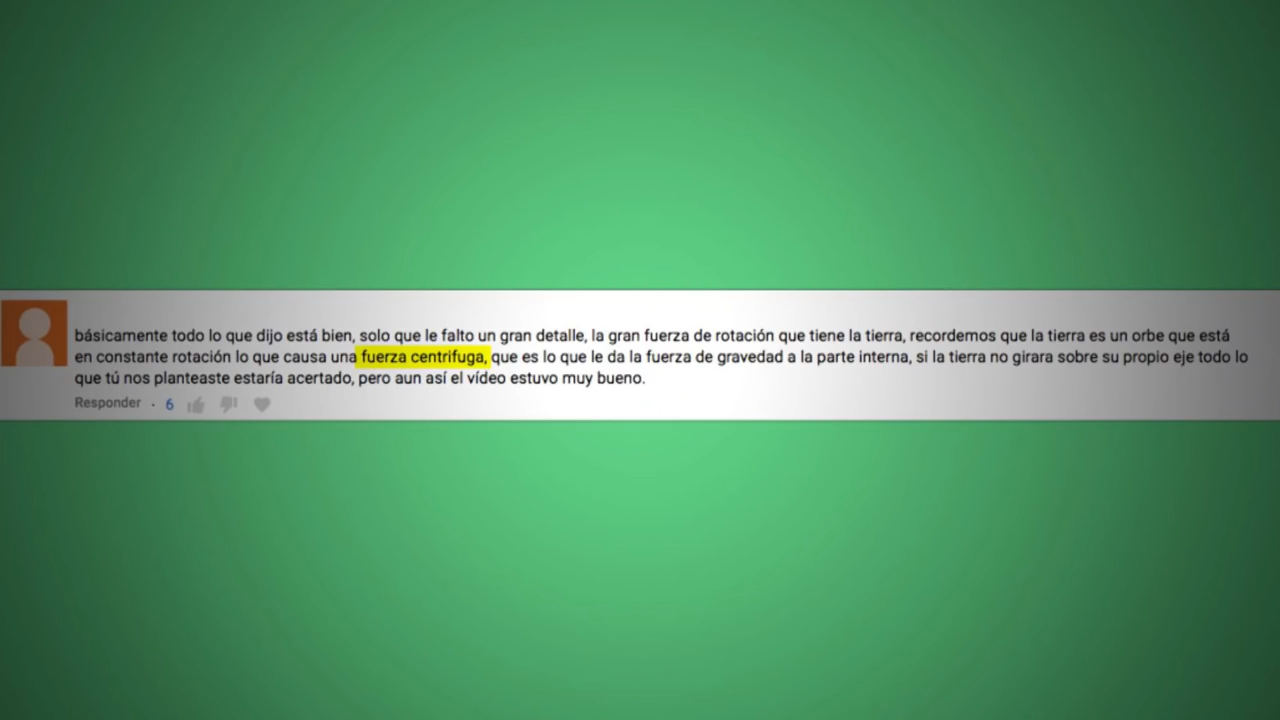 básicamente todo lo que dijo está bien, solo que le falto un gran detalle, la gran fuerza de rotación que tiene la tierra, recordemos que la tierra es un orbe que está
en constante rotación lo que causa una fuerza centrifuga, que es lo que le da la fuerza de gravedad a la parte interna, si la tierra no girara sobre su propio eje todo lo
que tú nos planteaste estaría acertado, pero aun así el vídeo estuvo muy bueno.
Responder · 6